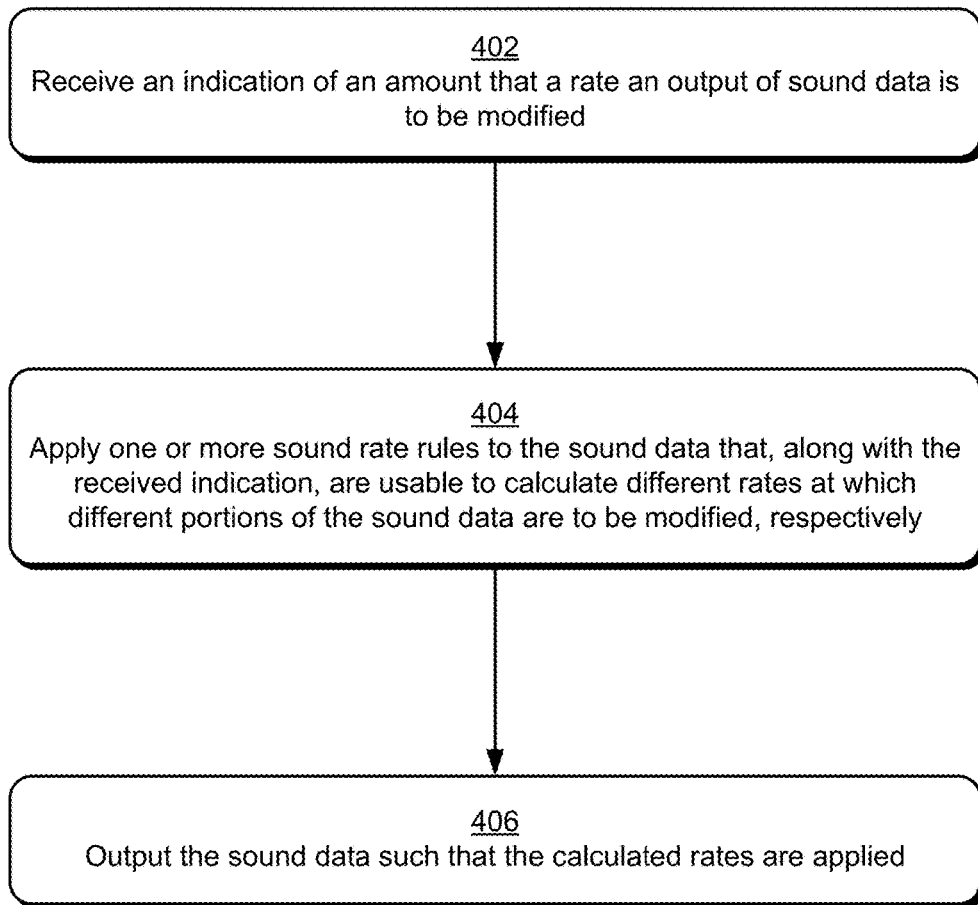 402
Receive an indication of an amount that a rate an output of sound data is
to be modified
404
Apply one or more sound rate rules to the sound data that, along with the
received indication, are usable to calculate different rates at which
different portions of the sound data are to be modified, respectively
406
Output the sound data such that the calculated rates are applied